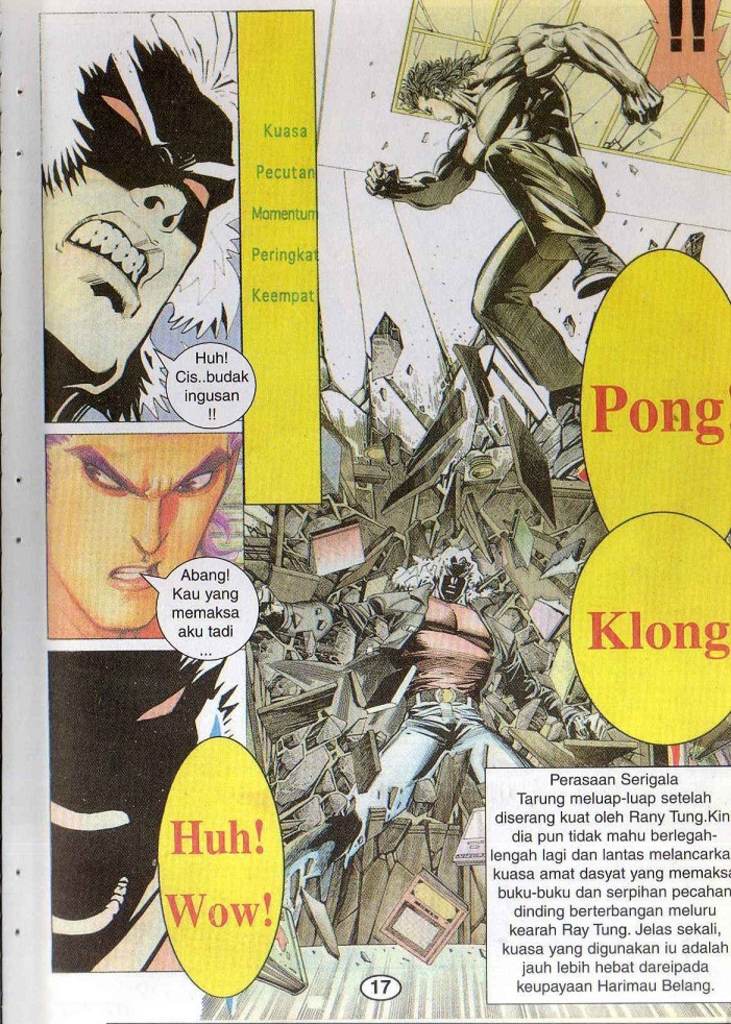 !!
Kuasa
Pecutan
Momentum
Peringkat
Keempat
Huh!
Cis..budak
ingusan
!!
Pong!
Abang!
Kau yang
memaksa
aku tadi
...
Klong
Huh!
Wow!
Perasaan Serigala
Tarung meluap-luap setelah
diserang kuat oleh Rany Tung.Kin
dia pun tidak mahu berlegah-
lengah lagi dan lantas melancarka
kuasa amat dasyat yang memaksa
buku-buku dan serpihan pecahan
dinding berterbangan meluru
kearah Ray Tung. Jelas sekali,
kuasa yang digunakan iu adalah
jauh lebih hebat dareipada
keupayaan Harimau Belang.
17